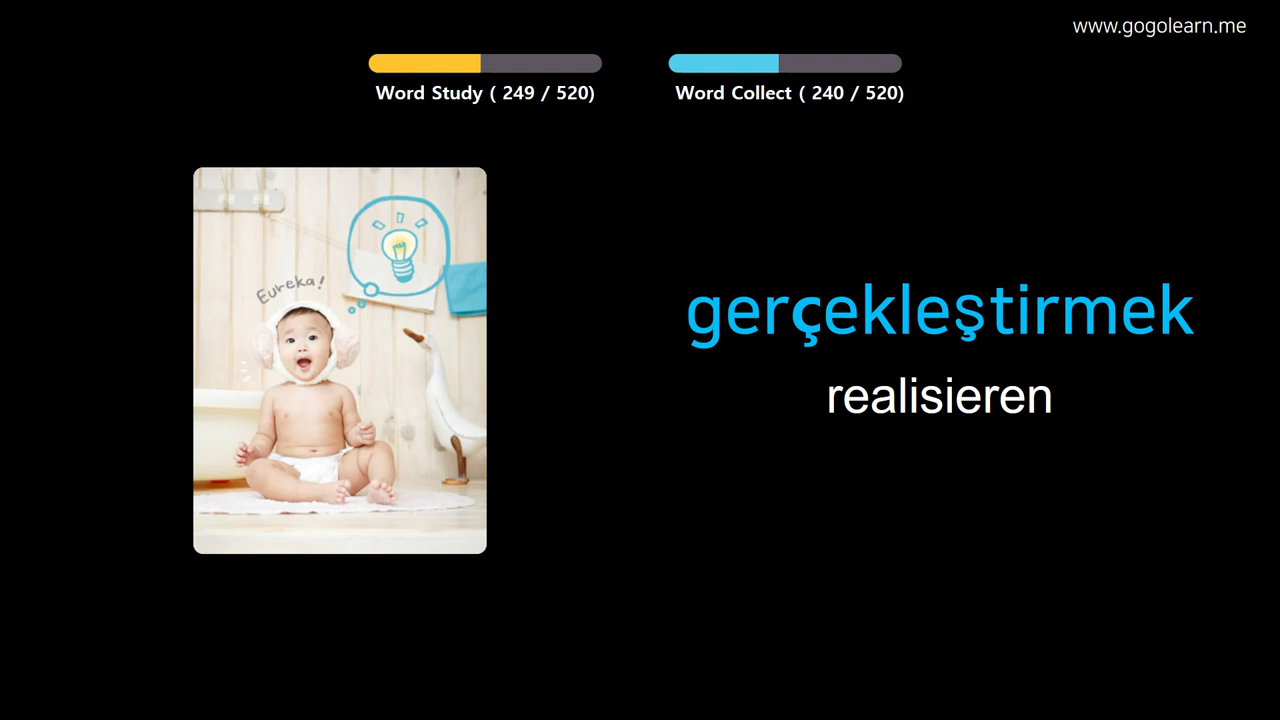 www.gogolearn.me
Word Study ( 249 / 520)
Word Collect ( 240 / 520)
Eureka!
gerçekleştirmek
realisieren